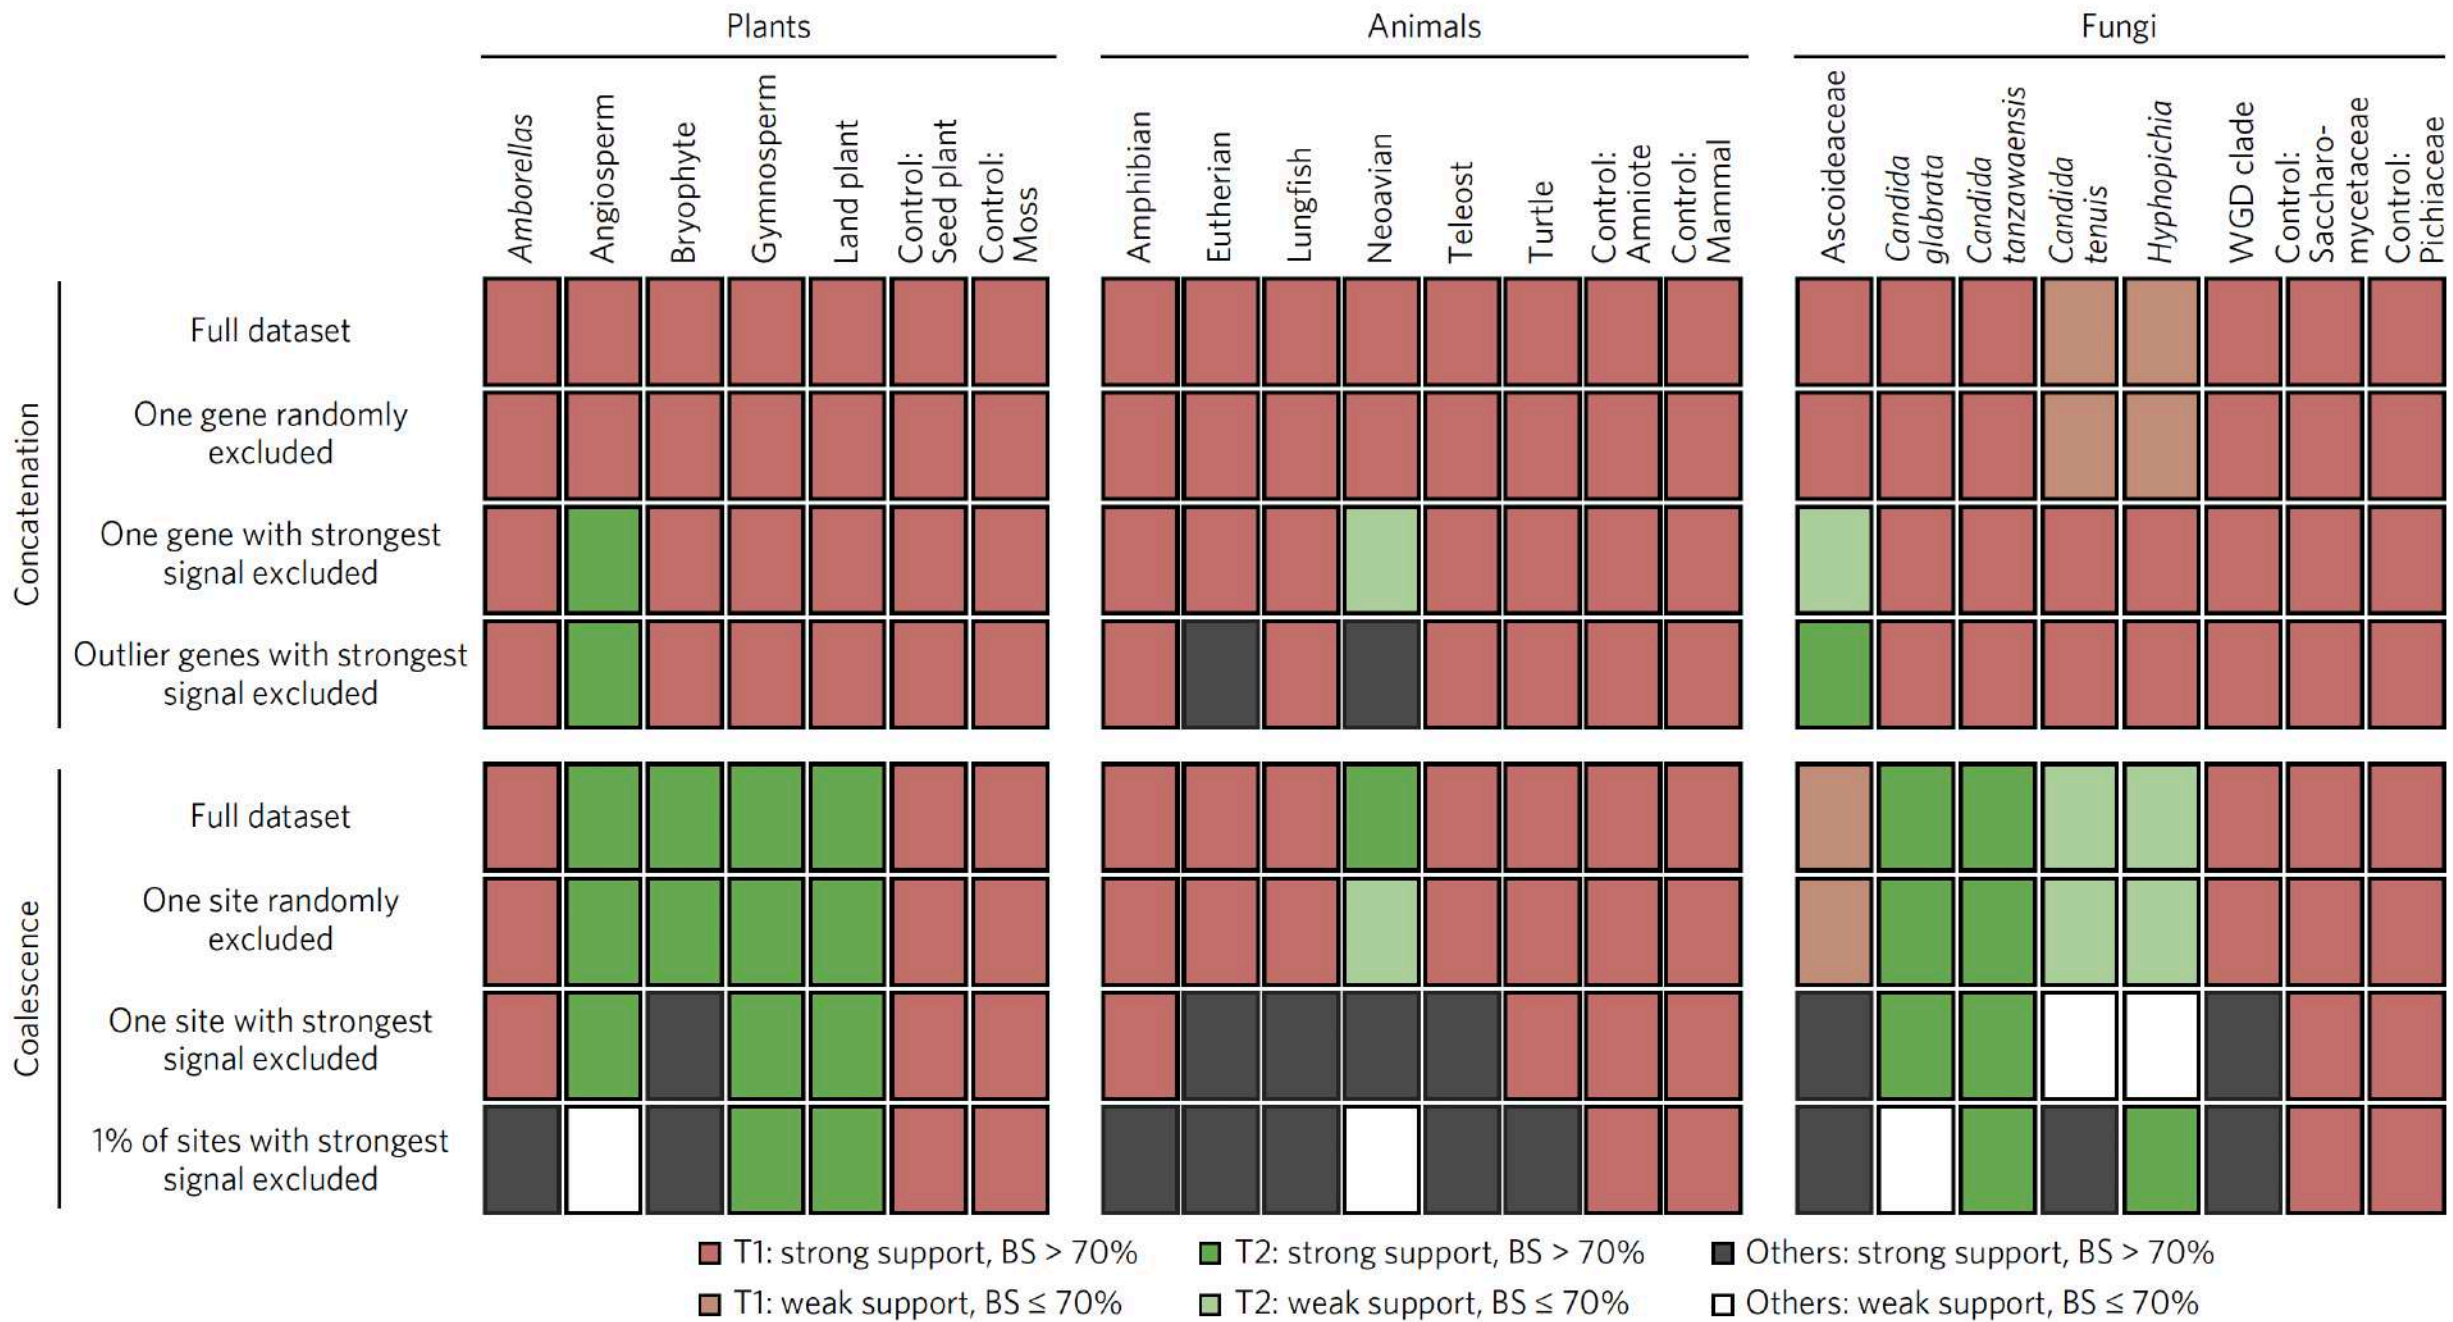 Plants
Animals
Fungi
Amborellas
Angiosperm
Bryophyte
Gymnosperm
Land plant
Control:
Seed plant
Control:
Moss
Amphibian
Eutherian
Lungfish
Neoavian
Teleost
Turtle
Control:
Amniote
Control:
Mammal
Ascoideaceae
Candida
glabrata
Candida
tanzawaensis
Candida
tenuis
Hyphopichia
WGD clade
Control:
Saccharo-
mycetaceae
Control:
Pichiaceae
Concatenation
Full dataset
One gene randomly
excluded
One gene with strongest
signal excluded
Outlier genes with strongest
signal excluded
Coalescence
Full dataset
One site randomly
excluded
One site with strongest
signal excluded
1% of sites with strongest
signal excluded
T1: strong support, BS > 70%
T2: strong support, BS > 70%
Others: strong support, BS > 70%
T1: weak support, BS ≤ 70%
T2: weak support, BS ≤ 70%
Others: weak support, BS ≤ 70%